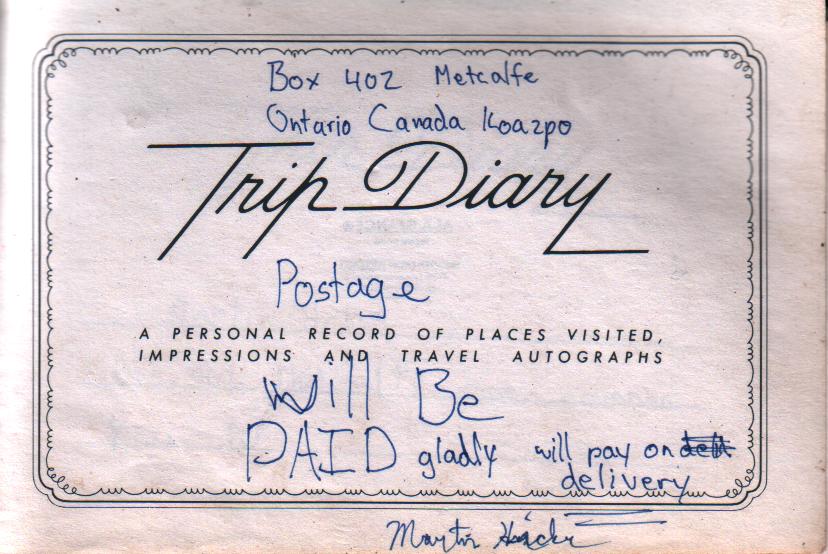 Box 402 Metcalfe
Ontario Canada K0A2P0
Trip Diary
Postage
A PERSONAL RECORD OF PLACES VISITED,
IMPRESSIONS AND TRAVEL AUTOGRAPHS
will Be
PAID gladly will pay on
delivery
Martin